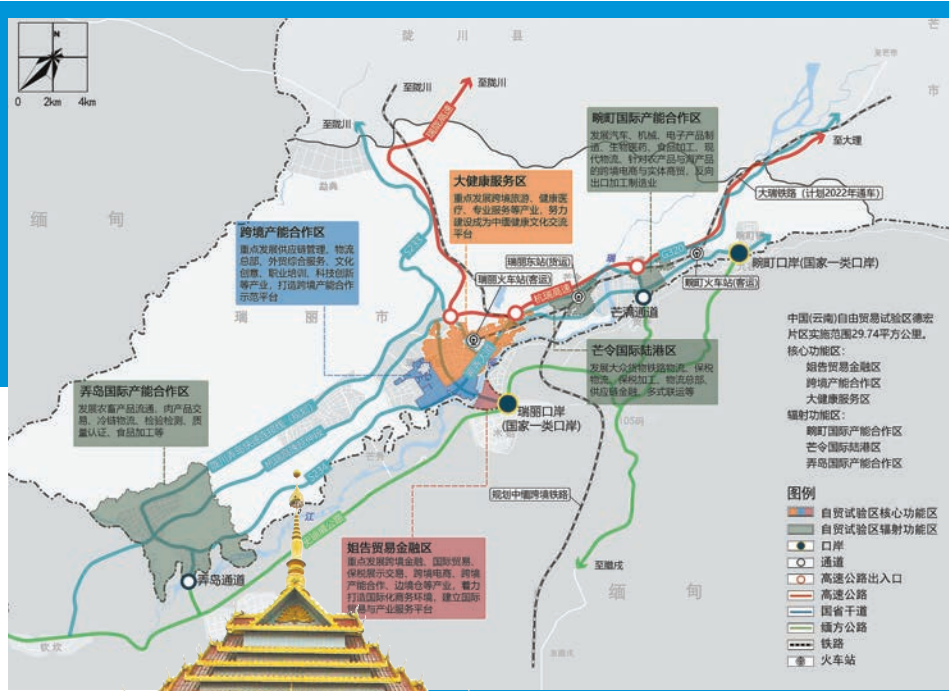 N
0 2km 4km
陇川县
芒市
至陇川
至陇川
至陇川
瑞陇高速
勐典
缅甸
畹町国际产能合作区
发展汽车、机械、电子产品制
造、生物医药、食品加工、现
代物流、针对农产品与海产品
的跨境电商与实体商贸、反向
出口加工制造业
至大理
大瑞铁路(计划2022年通车)
大健康服务区
重点发展跨境旅游、健康医
疗、专业服务等产业,努力
建设成为中缅健康文化交流
平台
跨境产能合作区
重点发展供应链管理、物流
总部、外贸综合服务、文化
创意、职业培训、科技创新
等产业,打造跨境产能合作
示范平台
S233
G320
瑞丽东站(货运)
瑞丽火车站(客运)
畹町火车站(客运)
畹町口岸(国家一类口岸)
杭瑞高速
芒满通道
瑞丽市
中国(云南)自由贸易试验区德宏
片区实施范围29.74平方公里。
核心功能区:
姐告贸易金融区
跨境产能合作区
大健康服务区
辐射功能区:
畹町国际产能合作区
芒令国际陆港区
弄岛国际产能合作区
芒令国际陆港区
发展大众货物铁路物流、保税
物流、保税加工、物流总部、
供应链金融、多式联运等
弄岛国际产能合作区
发展农畜产品流通、肉产品交
易、冷链物流、检验检测、质
量认证、食品加工等
瑞丽口岸
(国家一类口岸)
105码
S233
江
规划中缅跨境铁路
姐告贸易金融区
重点发展跨境金融、国际贸易、
保税展示交易、跨境电商、跨境
产能合作、边境仓等产业,着力
打造国际化商务环境、建立国际
贸易与产业服务平台
弄岛通道
至腊戌
缅甸
图例
自贸试验区核心功能区
自贸试验区辐射功能区
口岸
通道
高速公路出入口
高速公路
国省干道
缅方公路
铁路
火车站